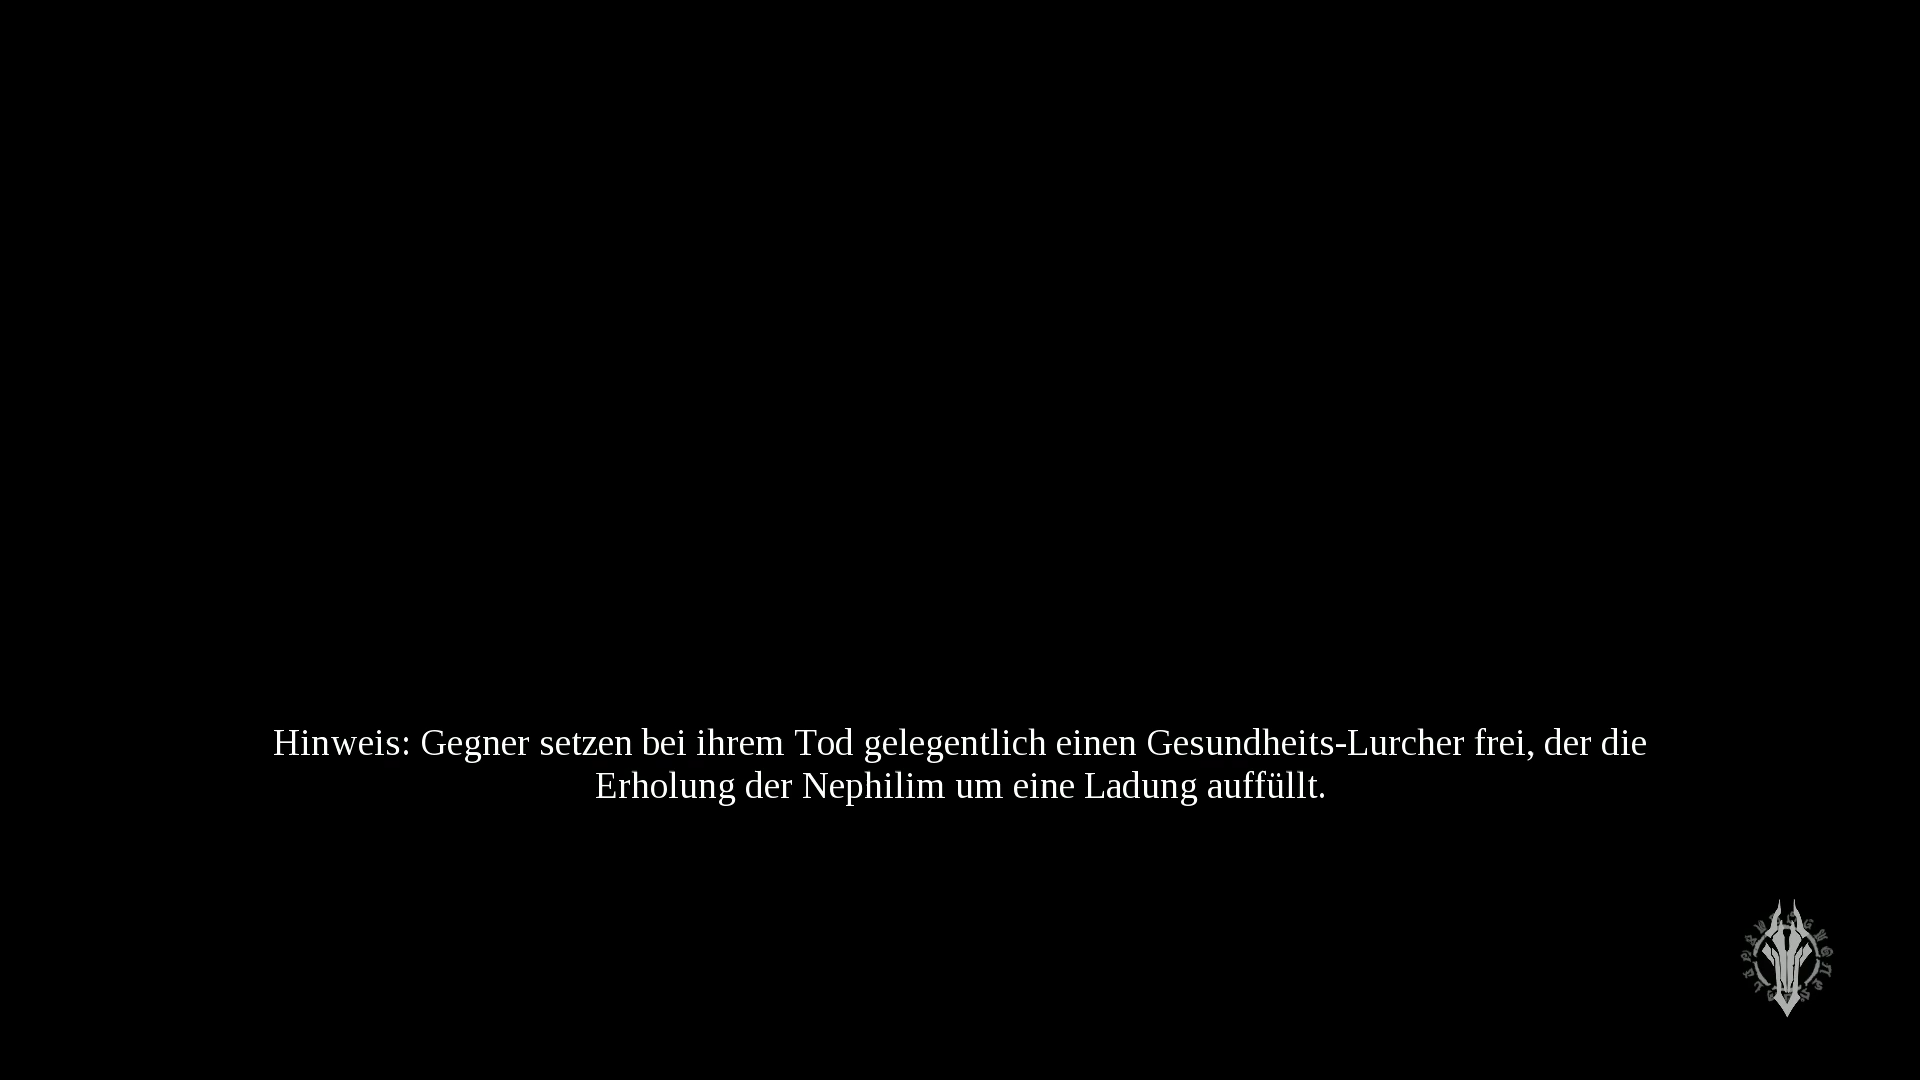 Hinweis: Gegner setzen bei ihrem Tod gelegentlich einen Gesundheits-Lurcher frei, der die
Erholung der Nephilim um eine Ladung auffüllt.